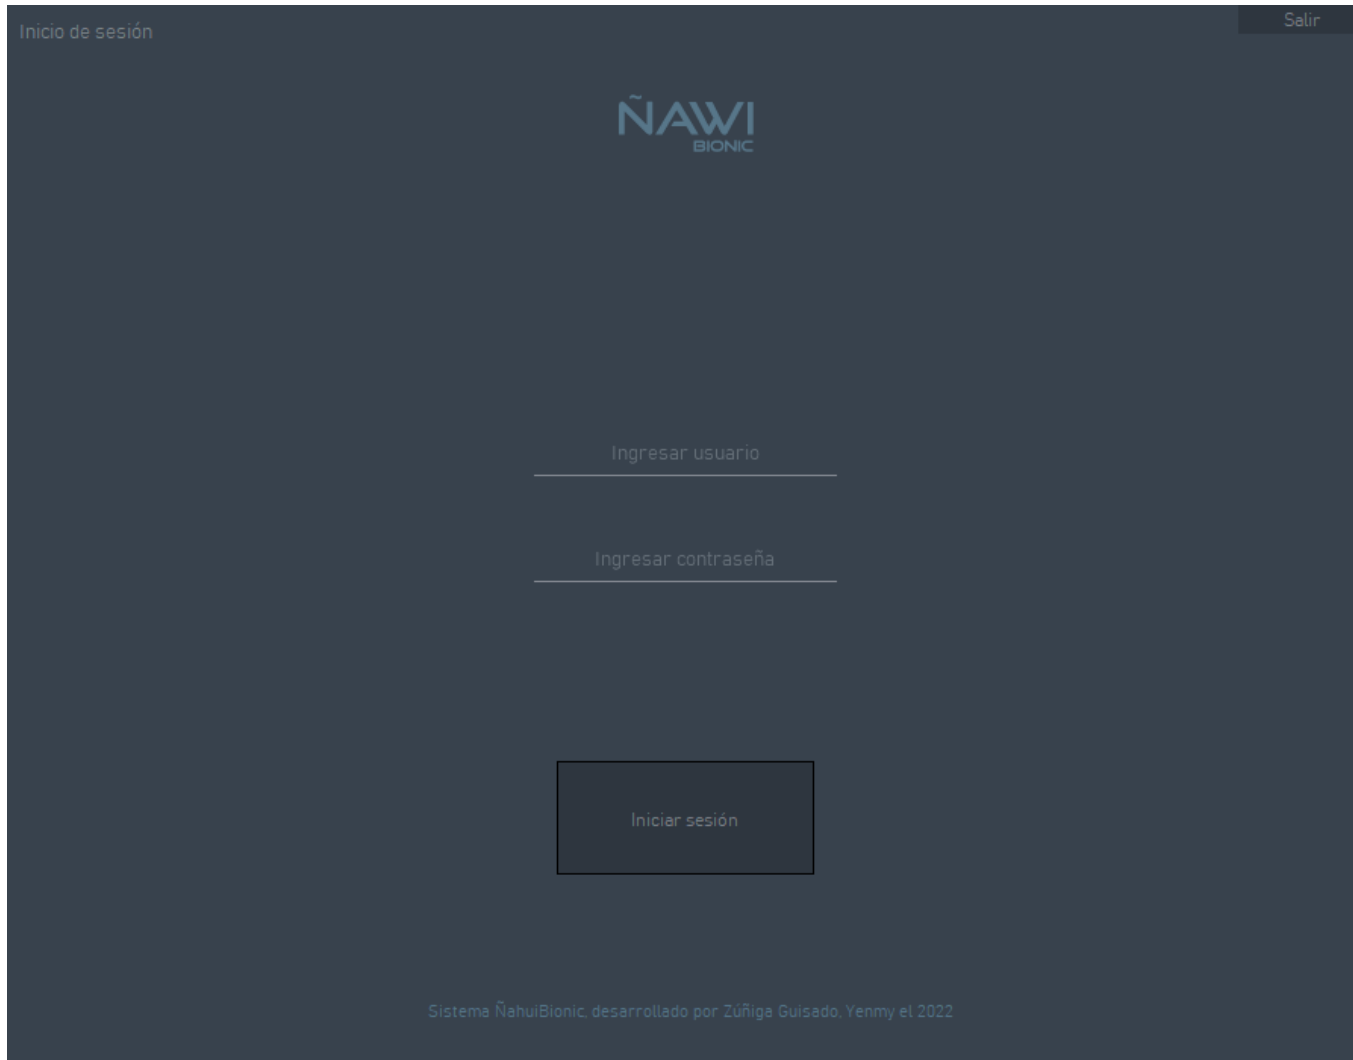 Inicio de sesión
Salir
ÑAWI
BIONIC
Ingresar usuario
Ingresar contraseña
Iniciar sesión
Sistema ÑahuiBionic, desarrollado por Zúñiga Guisado, Yenmy el 2022